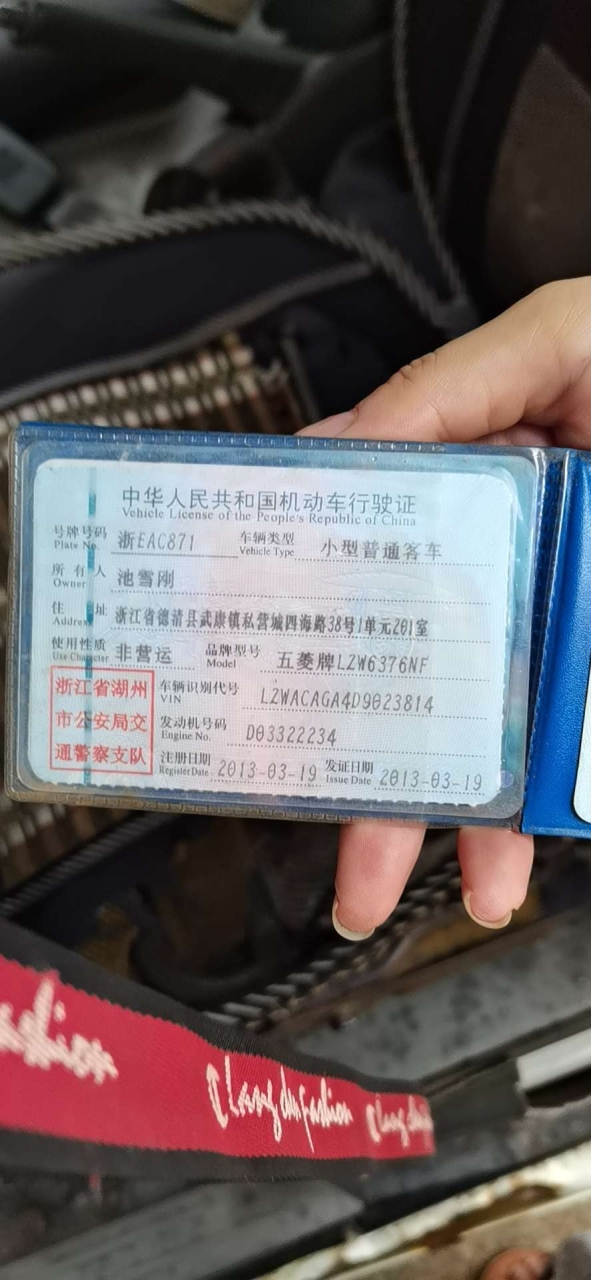 中华人民共和国机动车行驶证
Vehicle License of the People's Republic of China
号牌号码 浙EAC871 车辆类型 小型普通客车
Plate No. Vehicle Type
所有人 池雪刚
Owner
住址 浙江省德清县武康镇私营城四海路38号1单元201室
Address
使用性质 非营运 品牌型号 五菱牌LZW6376NF
Use Character Model
浙江省湖州
市公安局交
通警察支队
车辆识别代号 LZWACAGA4D9023814
VIN
发动机号码 D03322234
Engine No.
注册日期 2013-03-19 发证日期 2013-03-19
Register Date Issue Date
fashion